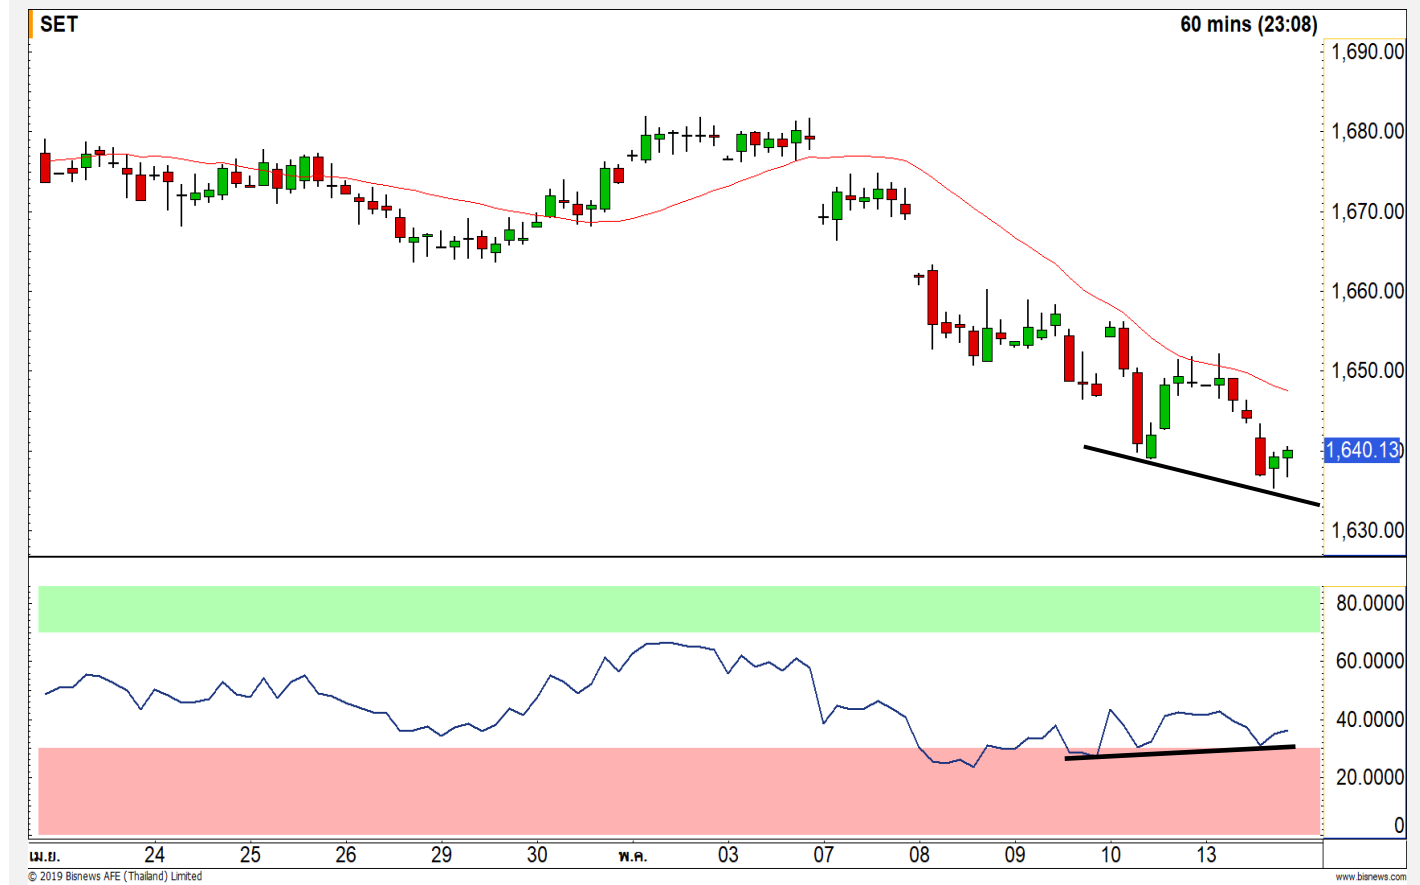 SET
60 mins (23:08)
1,690.00
1,680.00
1,670.00
1,660.00
1,650.00
1,640.13
1,630.00
80.0000
60.0000
40.0000
20.0000
0
เม.ย. 24 25 26 29 30 พ.ค. 03 07 08 09 10 13
© 2019 Bisnews AFE (Thailand) Limited
www.bisnews.com